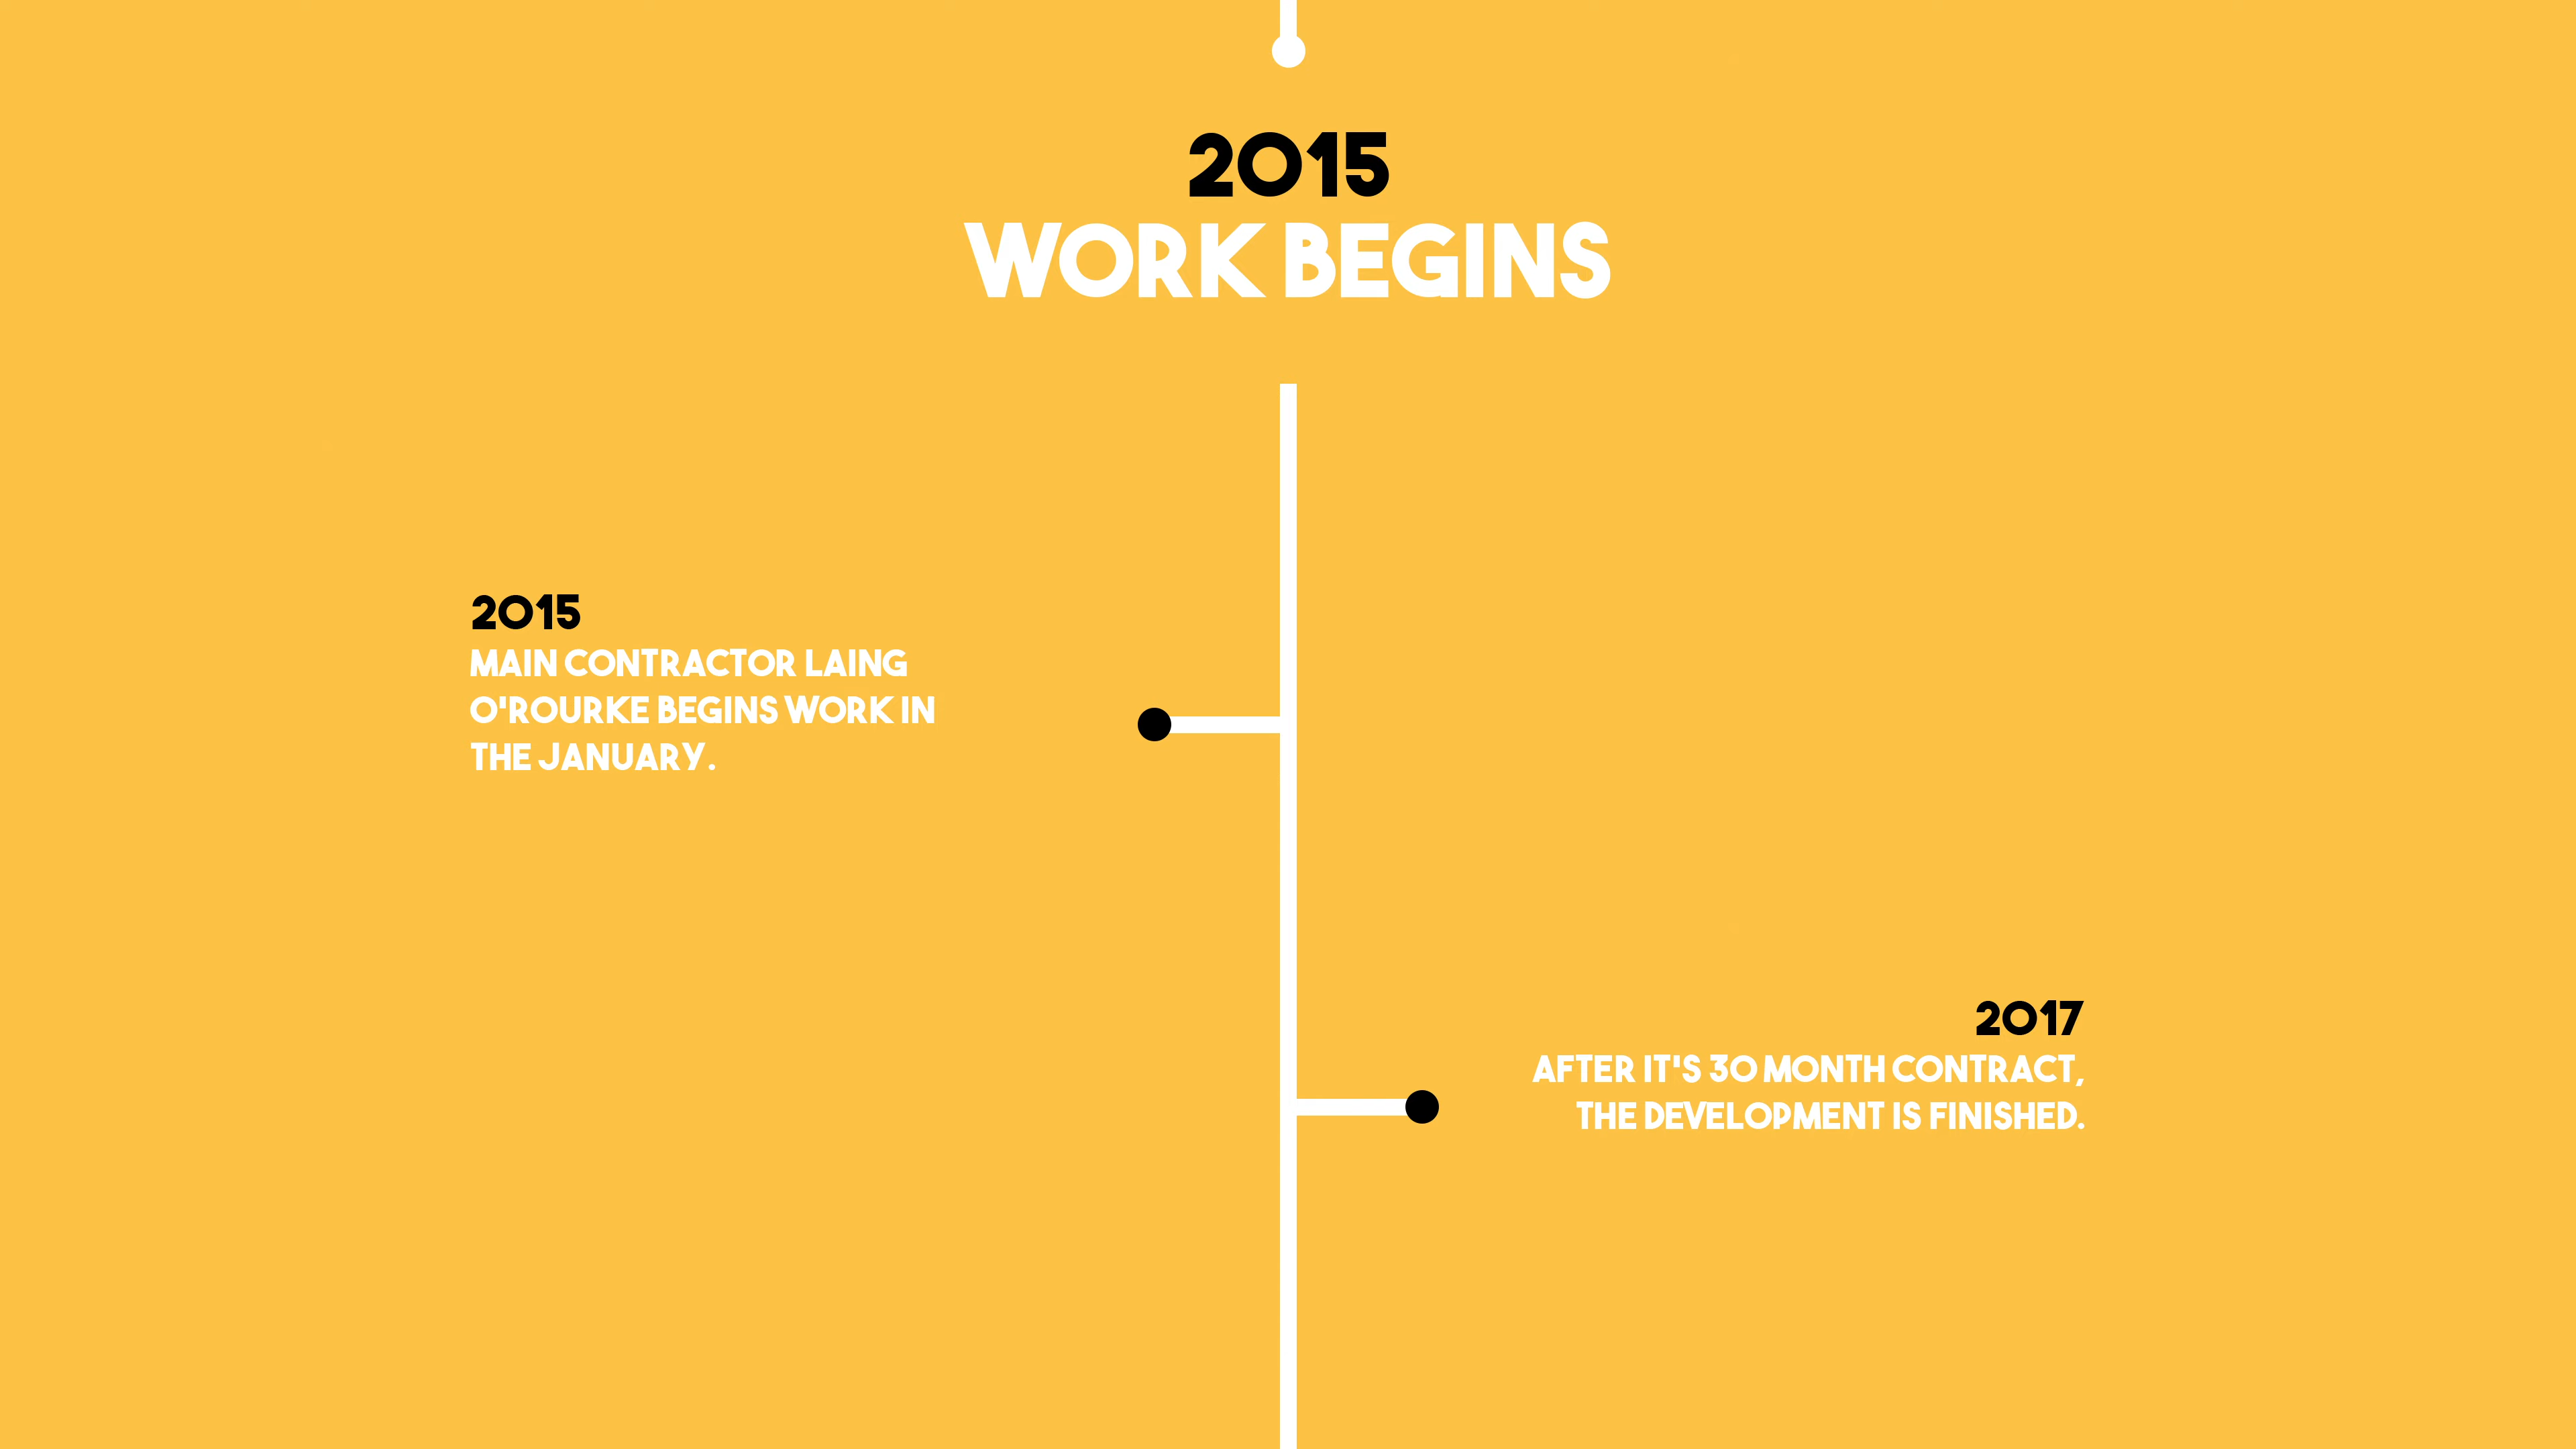 2015
WORK BEGINS
2015
MAIN CONTRACTOR LAING
O'ROURKE BEGINS WORK IN
THE JANUARY.
2017
AFTER IT'S 30 MONTH CONTRACT,
THE DEVELOPMENT IS FINISHED.